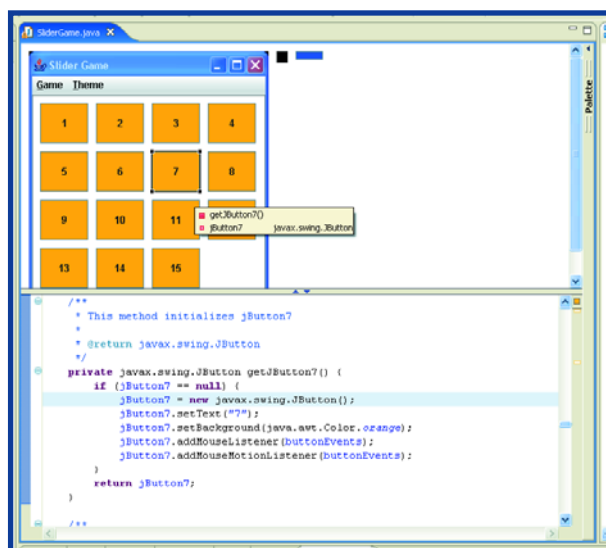 SliderGame.java
Slider Game
Game Theme
1 2 3 4
5 6 7 8
9 10 11
13 14 15
getJButton7()
jButton7 javax.swing.JButton
Palette
/**
* This method initializes jButton7
*
* @return javax.swing.JButton
*/
private javax.swing.JButton getJButton7() {
if (jButton7 == null) {
jButton7 = new javax.swing.JButton();
jButton7.setText("7");
jButton7.setBackground(java.awt.Color.orange);
jButton7.addMouseListener(buttonEvents);
jButton7.addMouseMotionListener(buttonEvents);
}
return jButton7;
}
/**